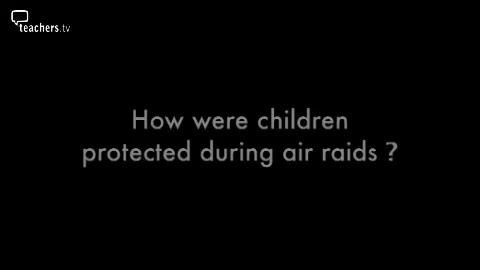 teachers.tv
How were children
protected during air raids ?